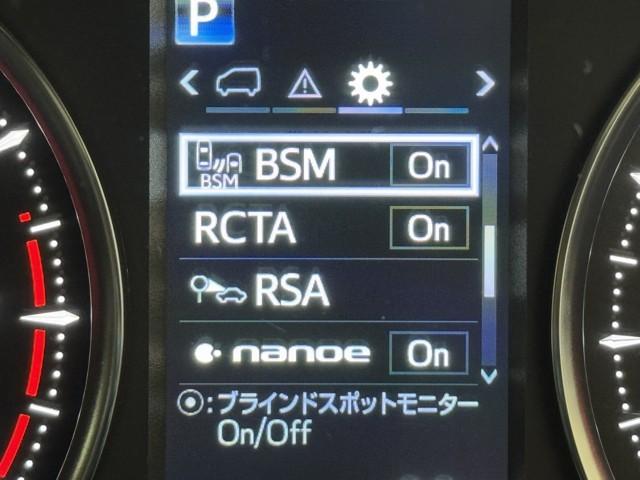 P
BSM BSM On
RCTA On
RSA
nanoe On
:ブラインドスポットモニター
On/Off